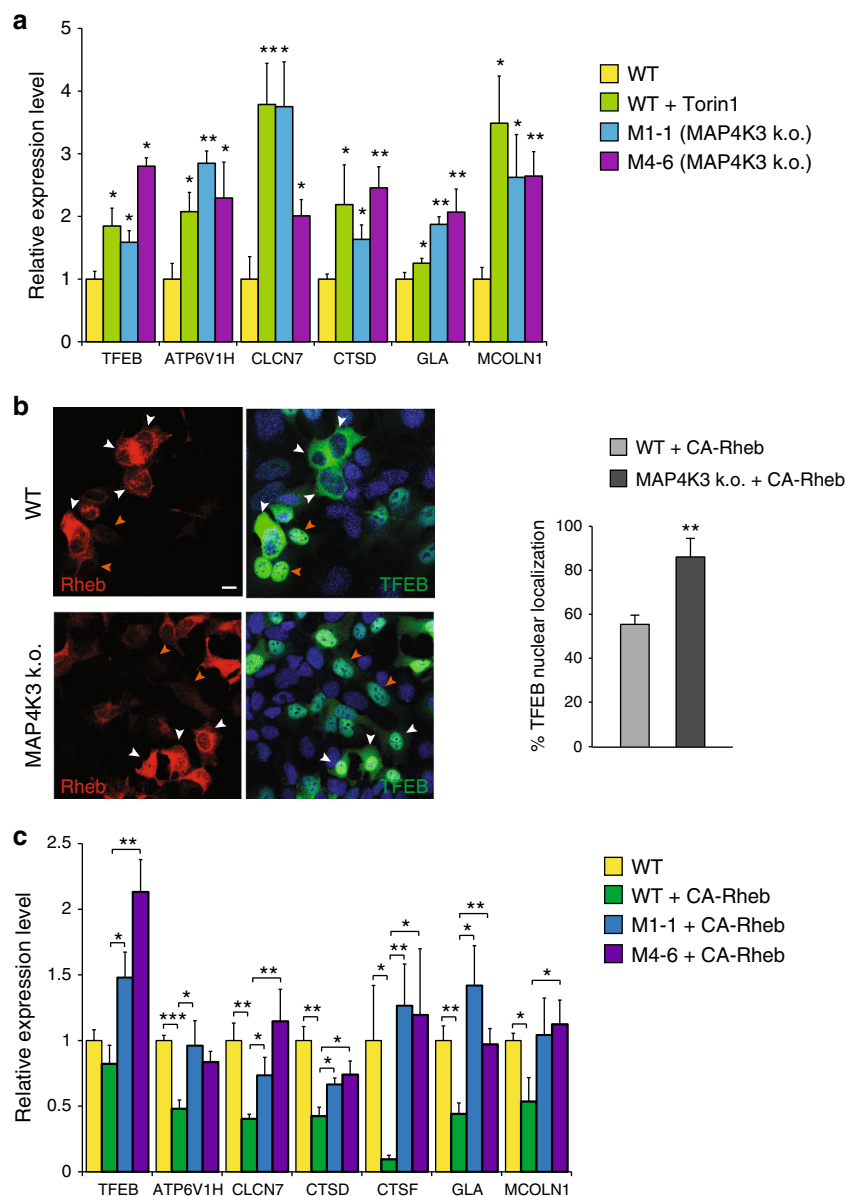 a
5
4
3
2
1
0
Relative expression level
* * * *
* ** * *
** * * *
* * **
* ** **
* * **
TFEB ATP6V1H CLCN7 CTSD GLA MCOLN1
WT
WT + Torin1
M1-1 (MAP4K3 k.o.)
M4-6 (MAP4K3 k.o.)
b
WT
Rheb
TFEB
MAP4K3 k.o.
Rheb
TFEB
WT + CA-Rheb
MAP4K3 k.o. + CA-Rheb
100
80
60
40
20
0
% TFEB nuclear localization
**
c
2.5
2
1.5
1
0.5
0
Relative expression level
** *
*** *
** * **
** * *
* ** *
** * **
* *
TFEB ATP6V1H CLCN7 CTSD CTSF GLA MCOLN1
WT
WT + CA-Rheb
M1-1 + CA-Rheb
M4-6 + CA-Rheb